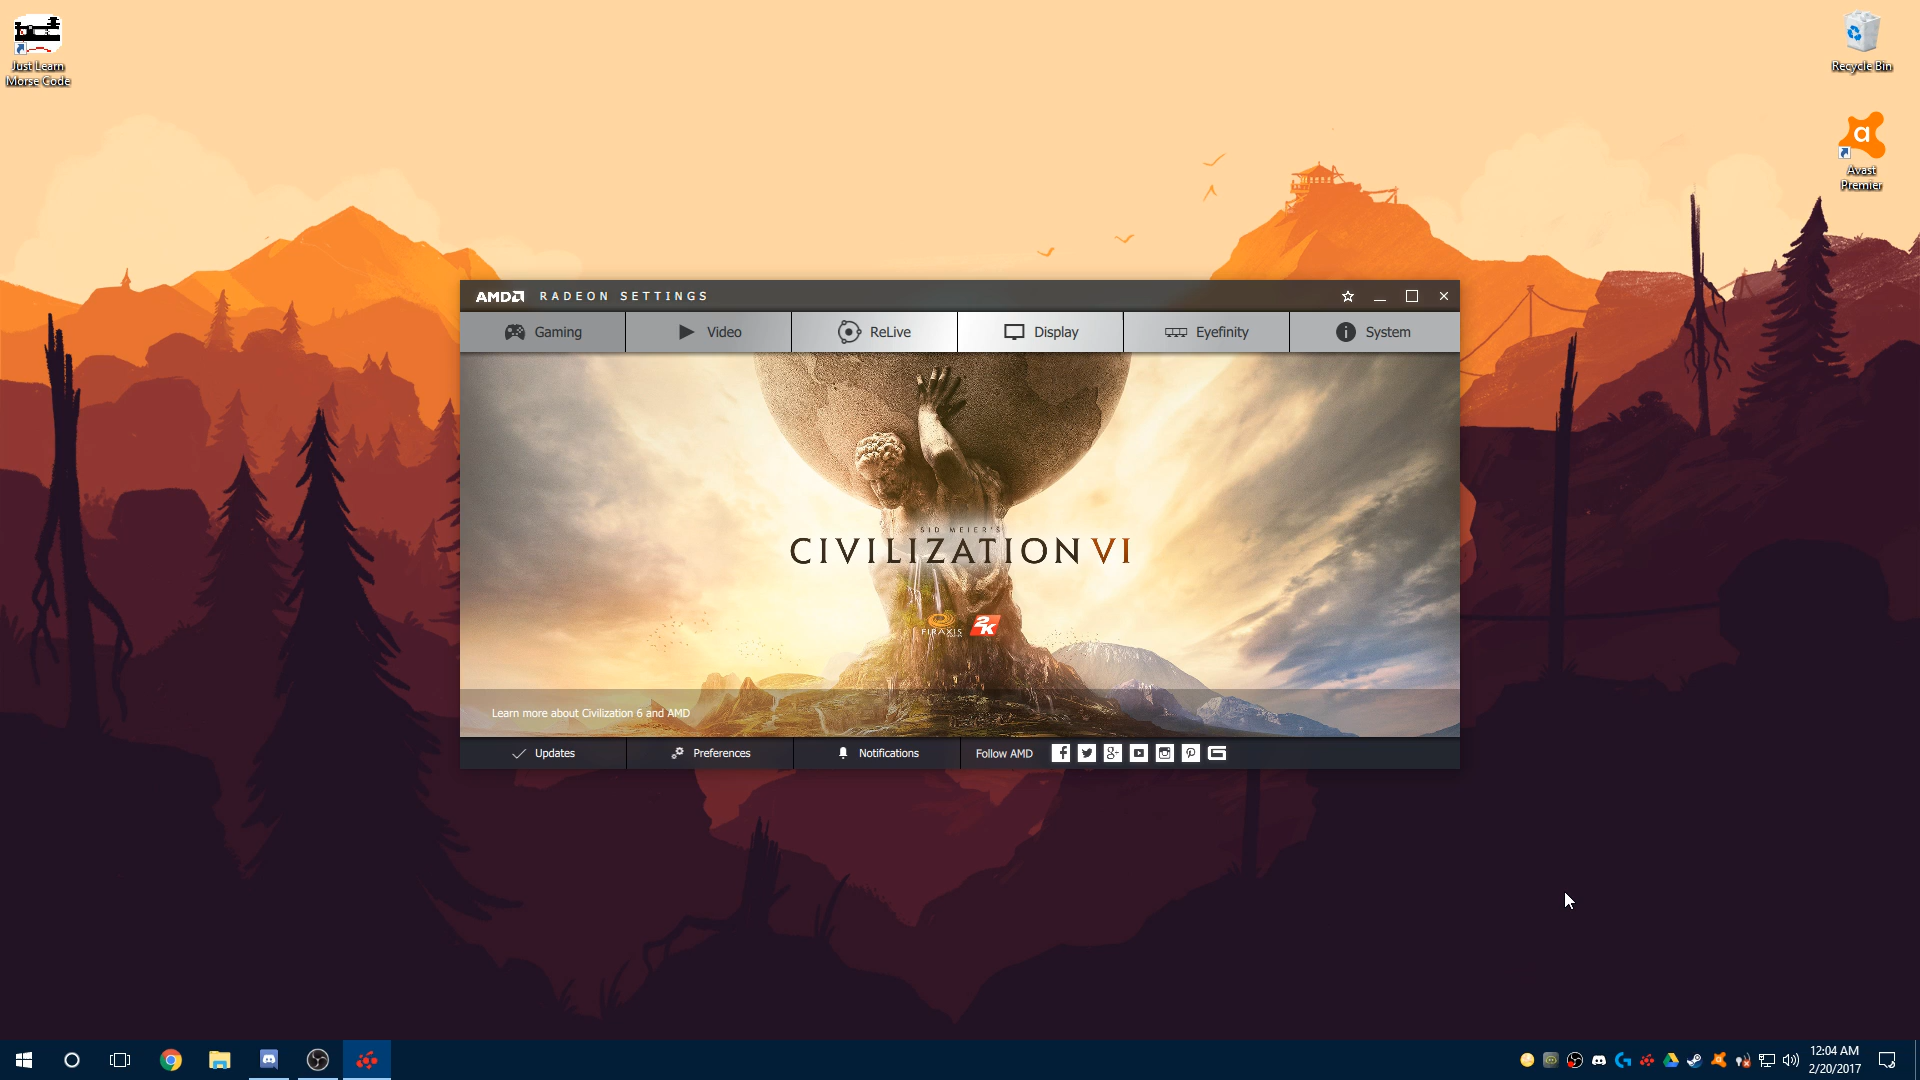 Just Learn
Morse Code
Recycle Bin
a
Avast
Premier
AMD RADEON SETTINGS
Gaming
Video
ReLive
Display
Eyefinity
System
SID MEIER'S
CIVILIZATION VI
FIRAXIS
2K
Learn more about Civilization 6 and AMD
Updates
Preferences
Notifications
Follow AMD
12:04 AM
2/20/2017